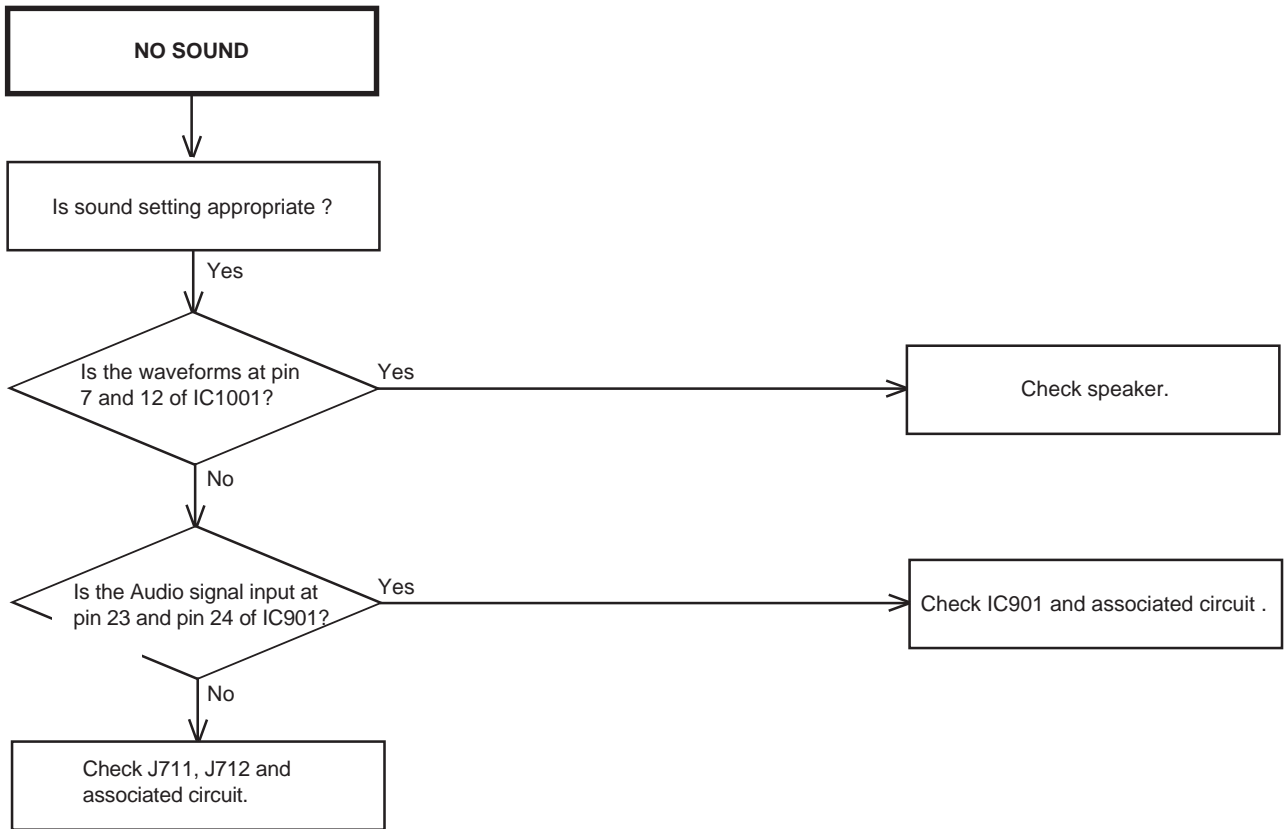 NO SOUND
Is sound setting appropriate ?
Yes
Is the waveforms at pin
7 and 12 of IC1001?
Yes
Check speaker.
No
Is the Audio signal input at
pin 23 and pin 24 of IC901?
Yes
Check IC901 and associated circuit .
No
Check J711, J712 and
associated circuit.